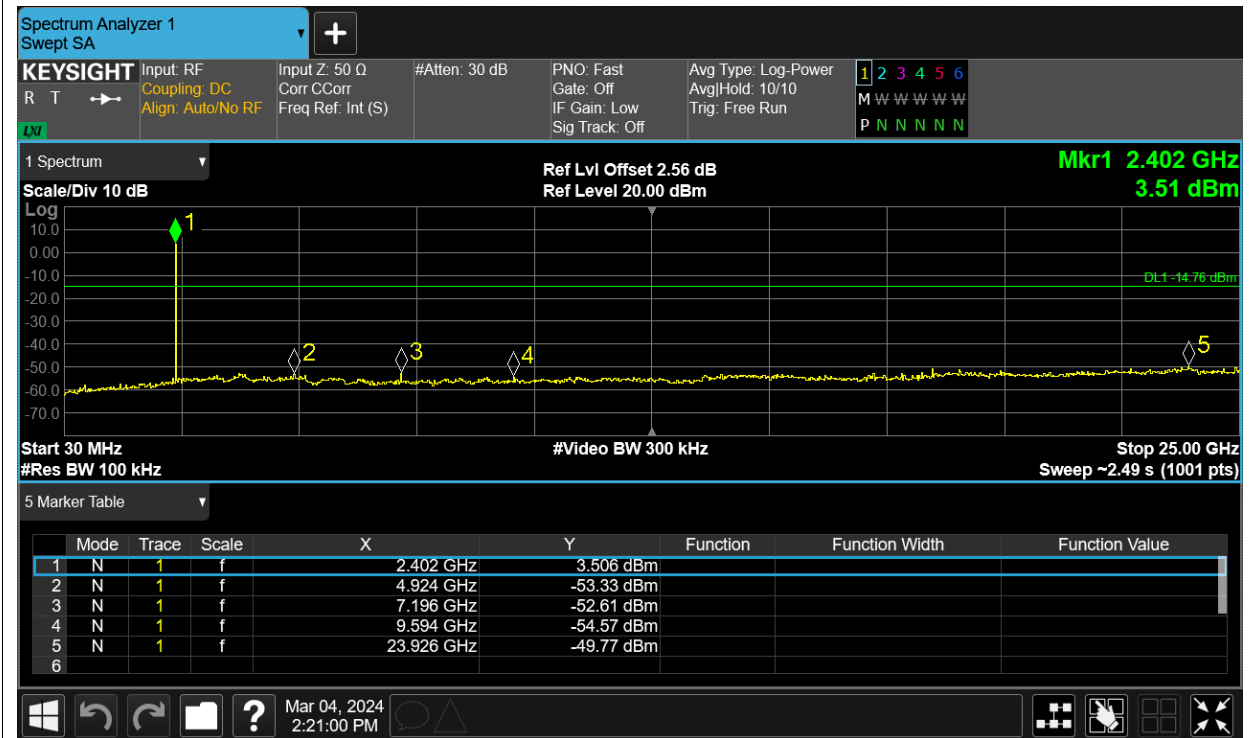 Spectrum Analyzer 1
Swept SA
+
KEYSIGHT
R T
LXI
Input: RF
Coupling: DC
Align: Auto/No RF
Input Z: 50 Ω
Corr CCorr
Freq Ref: Int (S)
#Atten: 30 dB
PNO: Fast
Gate: Off
IF Gain: Low
Sig Track: Off
Avg Type: Log-Power
Avg|Hold: 10/10
Trig: Free Run
1 2 3 4 5 6
M W W W W W
P N N N N N
1 Spectrum
Scale/Div 10 dB
Ref Lvl Offset 2.56 dB
Ref Level 20.00 dBm
Mkr1 2.402 GHz
3.51 dBm
Log
10.0
0.00
-10.0
-20.0
-30.0
-40.0
-50.0
-60.0
-70.0
1
2
3
4
5
DL1 -14.76 dBm
Start 30 MHz
#Res BW 100 kHz
#Video BW 300 kHz
Stop 25.00 GHz
Sweep ~2.49 s (1001 pts)
5 Marker Table
Mode Trace Scale X Y Function Function Width Function Value
1 N 1 f 2.402 GHz 3.506 dBm
2 N 1 f 4.924 GHz -53.33 dBm
3 N 1 f 7.196 GHz -52.61 dBm
4 N 1 f 9.594 GHz -54.57 dBm
5 N 1 f 23.926 GHz -49.77 dBm
6
?
Mar 04, 2024
2:21:00 PM